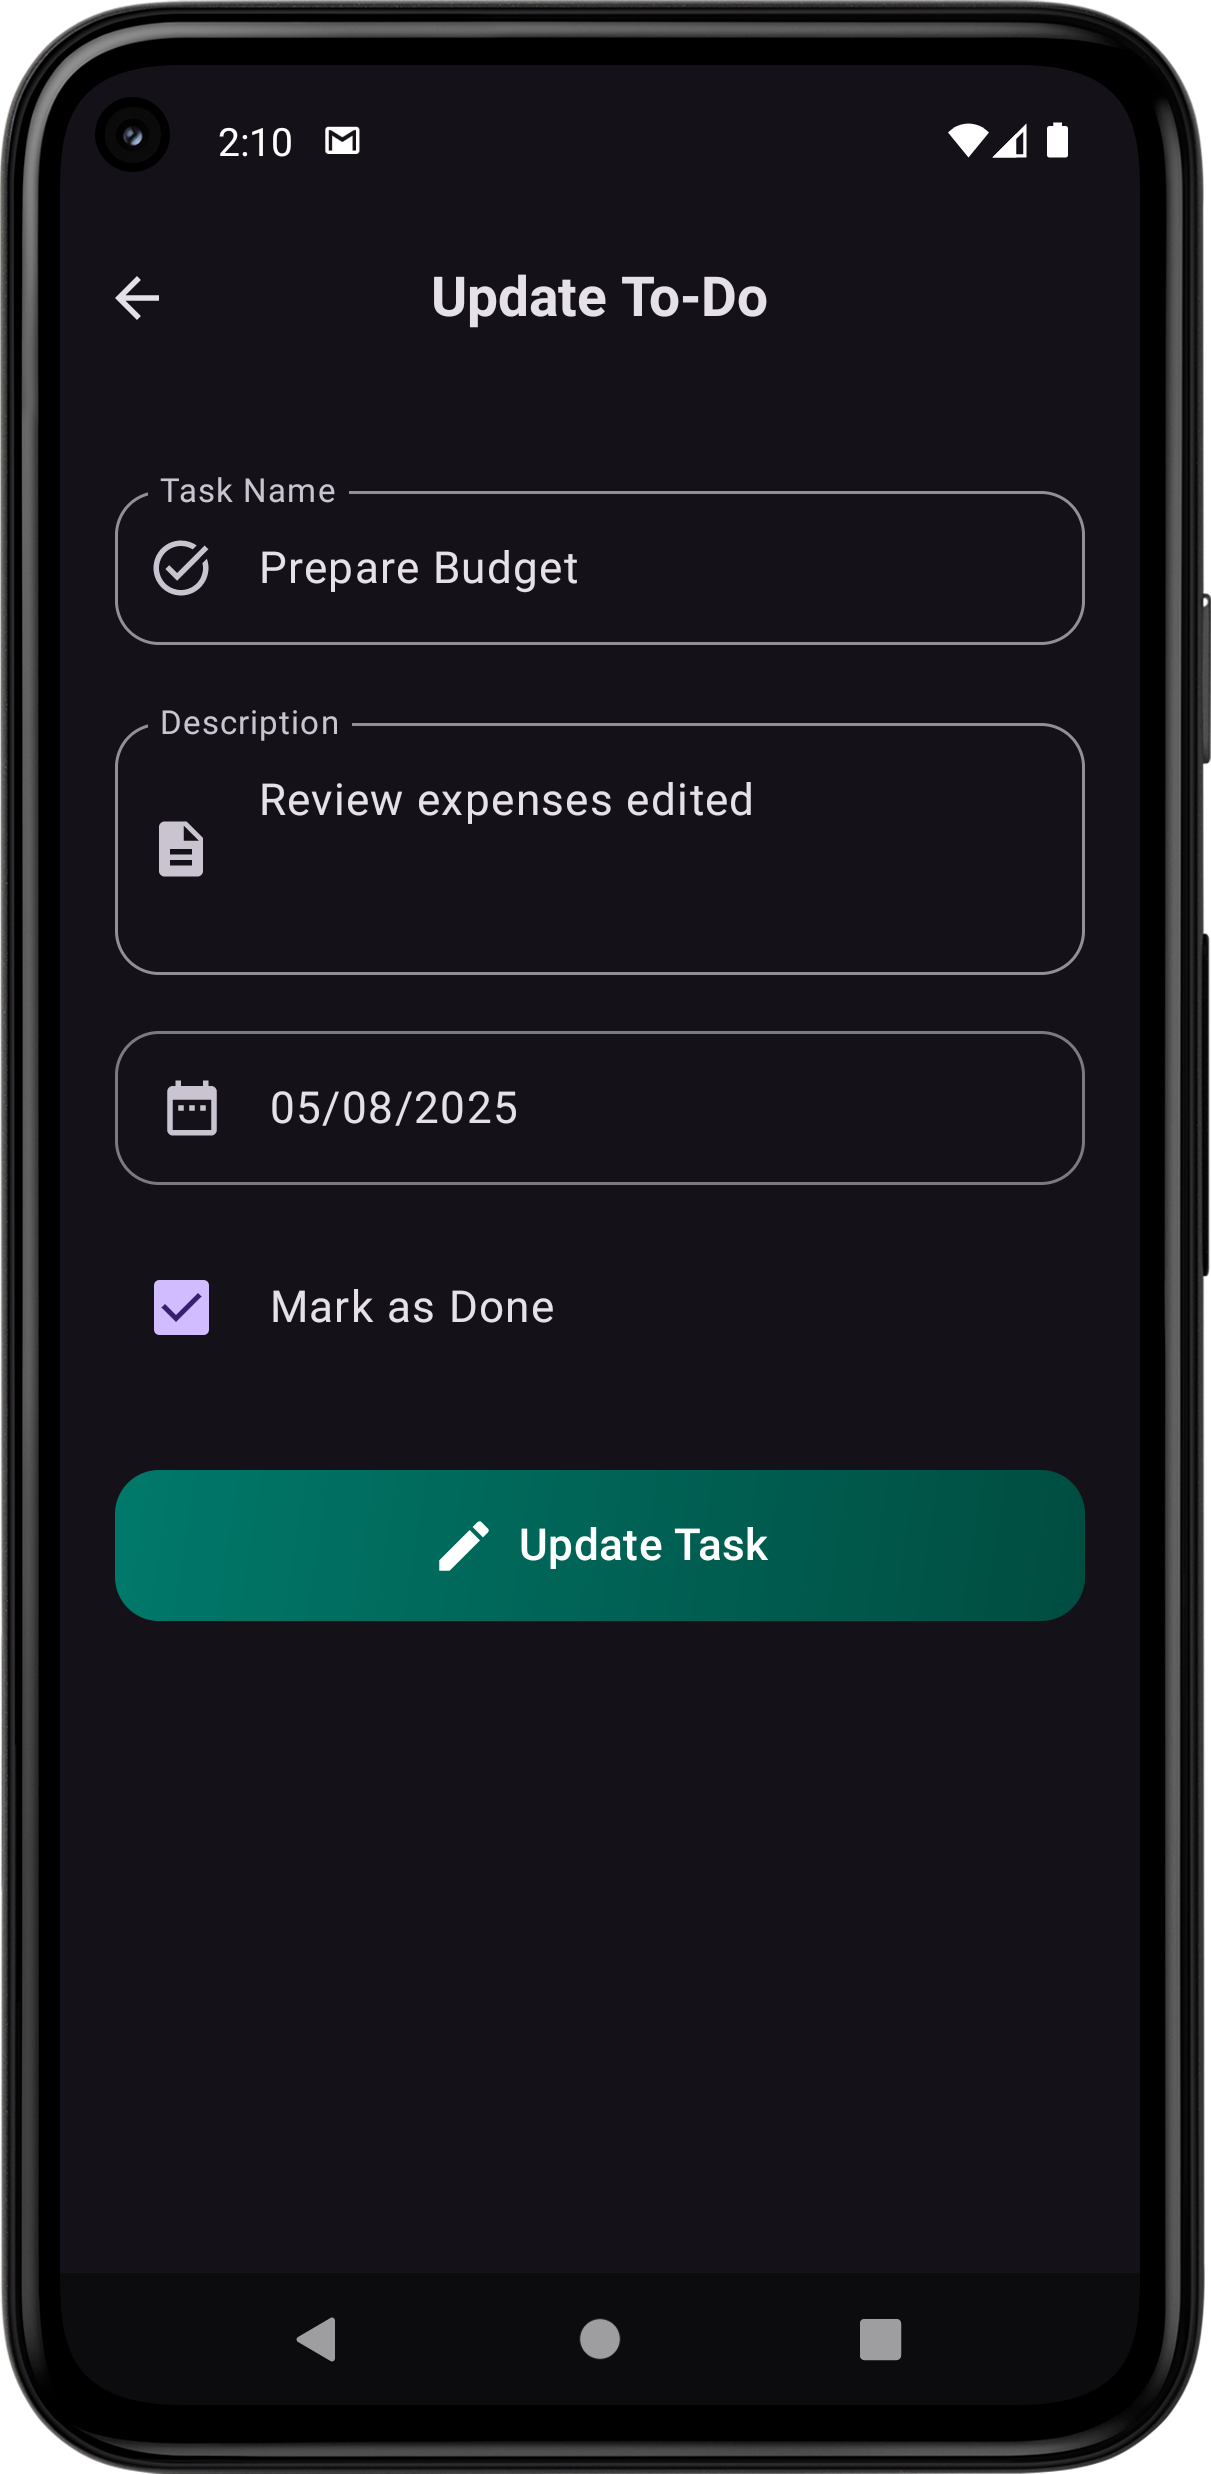 2:10
Update To-Do
Task Name
Prepare Budget
Description
Review expenses edited
05/08/2025
Mark as Done
Update Task